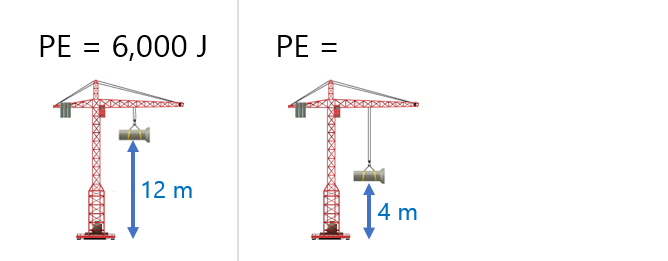 PE = 6,000 J
PE =
12 m
4 m